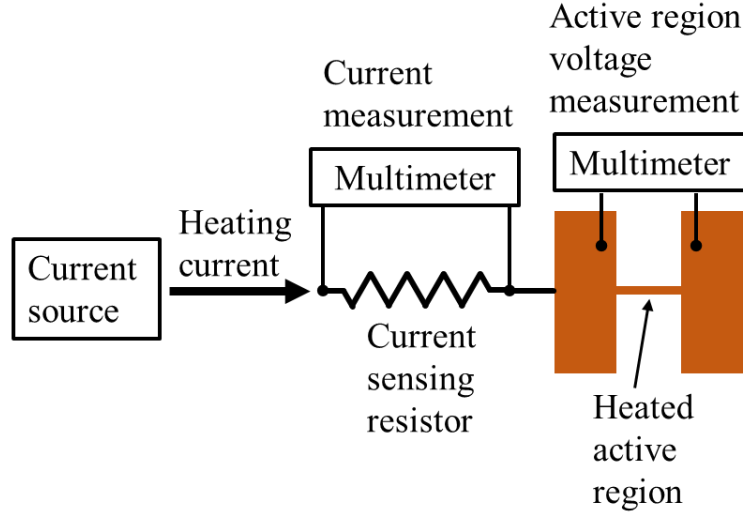 Active region
voltage
measurement
Current
measurement
Multimeter
Multimeter
Heating
current
Current
source
Current
sensing
resistor
Heated
active
region